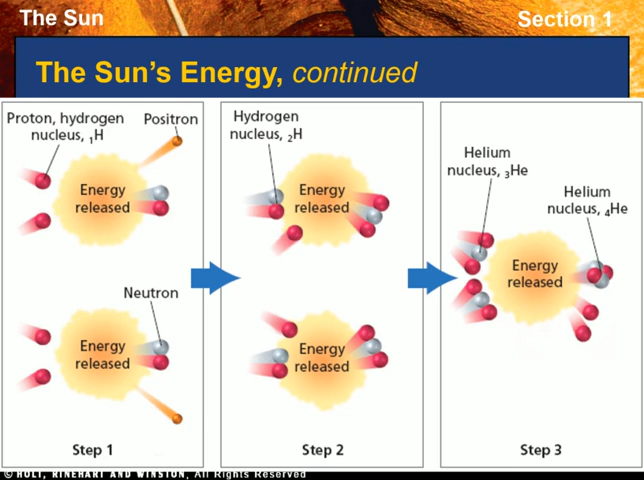 The Sun
Section 1
The Sun's Energy, continued
Proton, hydrogen
nucleus, ₁H
Positron
Energy
released
Neutron
Energy
released
Step 1
Hydrogen
nucleus, ₂H
Energy
released
Energy
released
Step 2
Helium
nucleus, ₃He
Helium
nucleus, ₄He
Energy
released
Step 3
© HOLT, RINEHART AND WINSTON, All Rights Reserved